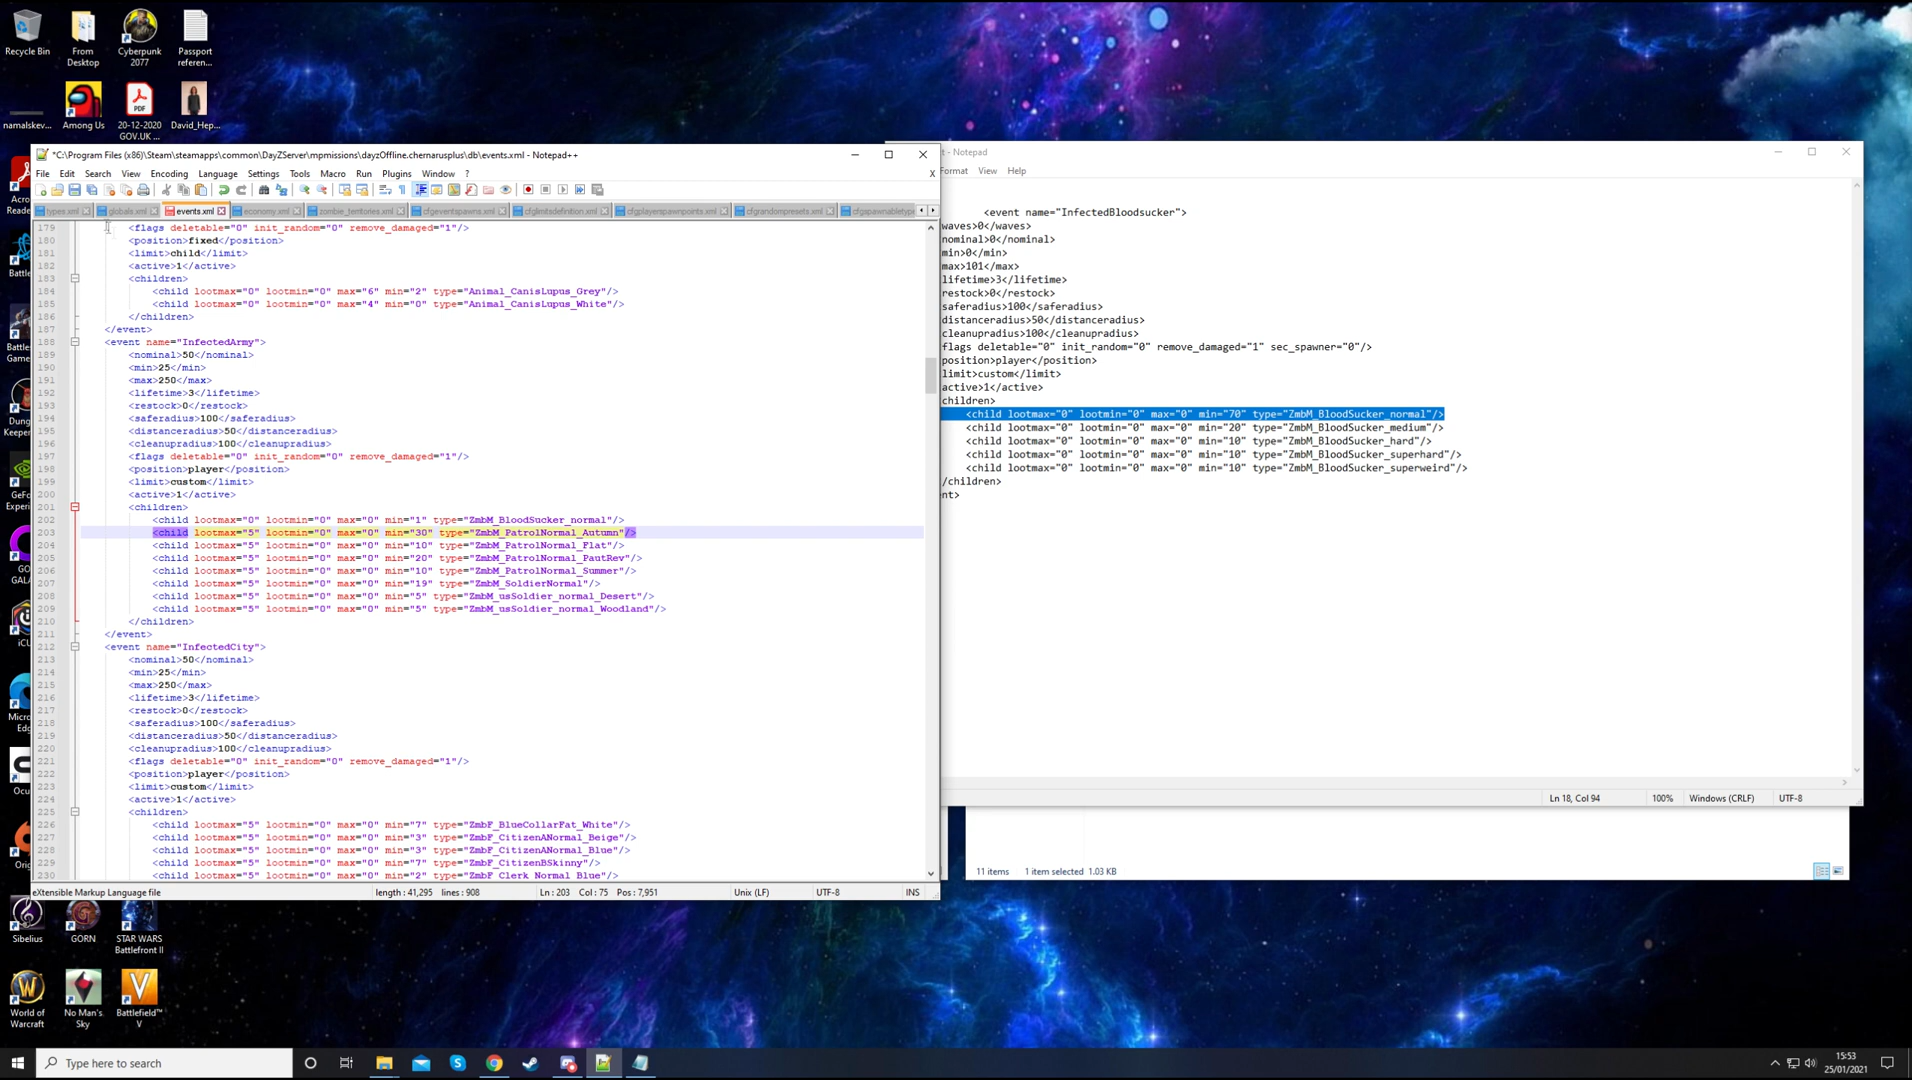 Recycle Bin
From Desktop
Cyberpunk 2077
Passport referen...
namalskev...
Among Us
20-12-2020 GOV.UK ...
David_Hep...
*C:\Program Files (x86)\Steam\steamapps\common\DayZServer\mpmissions\dayzOffline.chernarusplus\db\events.xml - Notepad++
File Edit Search View Encoding Language Settings Tools Macro Run Plugins Window ? X
types.xml globals.xml events.xml economy.xml zombie_territories.xml cfgeventspawns.xml cfglimitsdefinition.xml cfgplayerspawnpoints.xml cfgrandompresets.xml cfgspawnabletype
179 <flags deletable="0" init_random="0" remove_damaged="1"/>
180 <position>fixed</position>
181 <limit>child</limit>
182 <active>1</active>
183 <children>
184 <child lootmax="0" lootmin="0" max="6" min="2" type="Animal_CanisLupus_Grey"/>
185 <child lootmax="0" lootmin="0" max="4" min="0" type="Animal_CanisLupus_White"/>
186 </children>
187 </event>
188 <event name="InfectedArmy">
189 <nominal>50</nominal>
190 <min>25</min>
191 <max>250</max>
192 <lifetime>3</lifetime>
193 <restock>0</restock>
194 <saferadius>100</saferadius>
195 <distanceradius>50</distanceradius>
196 <cleanupradius>100</cleanupradius>
197 <flags deletable="0" init_random="0" remove_damaged="1"/>
198 <position>player</position>
199 <limit>custom</limit>
200 <active>1</active>
201 <children>
202 <child lootmax="0" lootmin="0" max="0" min="1" type="ZmbM_BloodSucker_normal"/>
203 <child lootmax="5" lootmin="0" max="0" min="30" type="ZmbM_PatrolNormal_Autumn"/>
204 <child lootmax="5" lootmin="0" max="0" min="10" type="ZmbM_PatrolNormal_Flat"/>
205 <child lootmax="5" lootmin="0" max="0" min="20" type="ZmbM_PatrolNormal_PautRev"/>
206 <child lootmax="5" lootmin="0" max="0" min="10" type="ZmbM_PatrolNormal_Summer"/>
207 <child lootmax="5" lootmin="0" max="0" min="19" type="ZmbM_SoldierNormal"/>
208 <child lootmax="5" lootmin="0" max="0" min="5" type="ZmbM_usSoldier_normal_Desert"/>
209 <child lootmax="5" lootmin="0" max="0" min="5" type="ZmbM_usSoldier_normal_Woodland"/>
210 </children>
211 </event>
212 <event name="InfectedCity">
213 <nominal>50</nominal>
214 <min>25</min>
215 <max>250</max>
216 <lifetime>3</lifetime>
217 <restock>0</restock>
218 <saferadius>100</saferadius>
219 <distanceradius>50</distanceradius>
220 <cleanupradius>100</cleanupradius>
221 <flags deletable="0" init_random="0" remove_damaged="1"/>
222 <position>player</position>
223 <limit>custom</limit>
224 <active>1</active>
225 <children>
226 <child lootmax="5" lootmin="0" max="0" min="7" type="ZmbF_BlueCollarFat_White"/>
227 <child lootmax="5" lootmin="0" max="0" min="3" type="ZmbF_CitizenANormal_Beige"/>
228 <child lootmax="5" lootmin="0" max="0" min="3" type="ZmbF_CitizenANormal_Blue"/>
229 <child lootmax="5" lootmin="0" max="0" min="7" type="ZmbF_CitizenBSkinny"/>
230 <child lootmax="5" lootmin="0" max="0" min="2" type="ZmbF_Clerk_Normal_Blue"/>
eXtensible Markup Language file length : 41,295 lines : 908 Ln : 203 Col : 75 Pos : 7,951 Unix (LF) UTF-8 INS
t - Notepad
Format View Help
<event name="InfectedBloodsucker">
waves>0</waves>
nominal>0</nominal>
min>0</min>
max>101</max>
lifetime>3</lifetime>
restock>0</restock>
saferadius>100</saferadius>
distanceradius>50</distanceradius>
cleanupradius>100</cleanupradius>
flags deletable="0" init_random="0" remove_damaged="1" sec_spawner="0"/>
position>player</position>
limit>custom</limit>
active>1</active>
children>
<child lootmax="0" lootmin="0" max="0" min="70" type="ZmbM_BloodSucker_normal"/>
<child lootmax="0" lootmin="0" max="0" min="20" type="ZmbM_BloodSucker_medium"/>
<child lootmax="0" lootmin="0" max="0" min="10" type="ZmbM_BloodSucker_hard"/>
<child lootmax="0" lootmin="0" max="0" min="10" type="ZmbM_BloodSucker_superhard"/>
<child lootmax="0" lootmin="0" max="0" min="10" type="ZmbM_BloodSucker_superweird"/>
/children>
ent>
Ln 18, Col 94 100% Windows (CRLF) UTF-8
11 items 1 item selected 1.03 KB
Acro
Reade
Battle
Battle
Game
Dung
Keepe
GeFo
Experi
GO
GALA
iCU
Micro
Edg
Ocu
Orig
Sibelius
GORN
STAR WARS Battlefront II
World of Warcraft
No Man's Sky
Battlefield™ V
Type here to search
15:53
25/01/2021